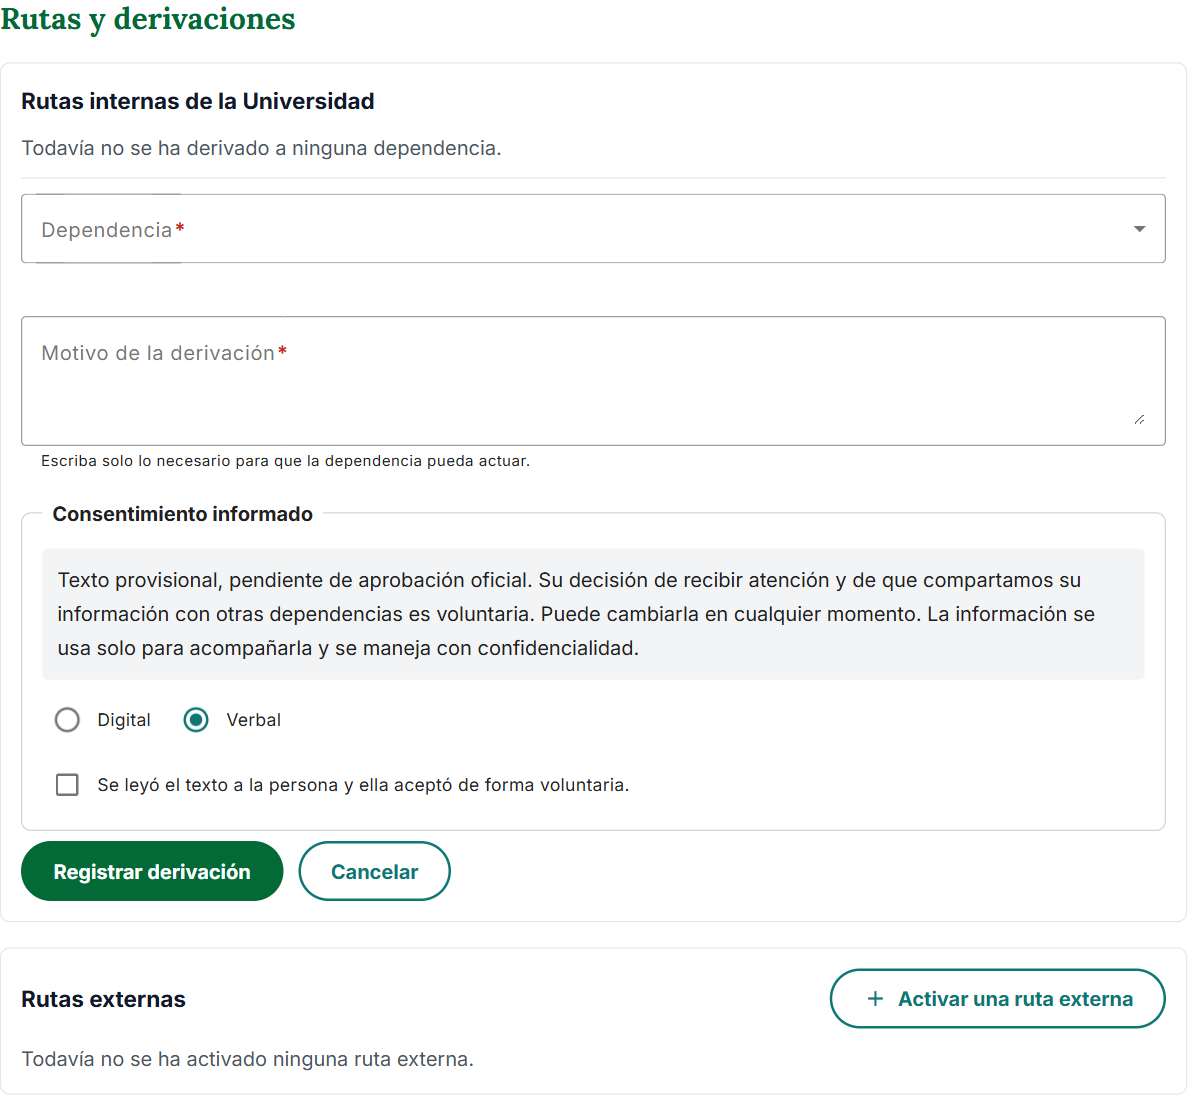 Rutas y derivaciones
Rutas internas de la Universidad
Todavía no se ha derivado a ninguna dependencia.
Dependencia*
Motivo de la derivación*
Escriba solo lo necesario para que la dependencia pueda actuar.
Consentimiento informado
Texto provisional, pendiente de aprobación oficial. Su decisión de recibir atención y de que compartamos su
información con otras dependencias es voluntaria. Puede cambiarla en cualquier momento. La información se
usa solo para acompañarla y se maneja con confidencialidad.
Digital Verbal
Se leyó el texto a la persona y ella aceptó de forma voluntaria.
Registrar derivación Cancelar
Rutas externas + Activar una ruta externa
Todavía no se ha activado ninguna ruta externa.